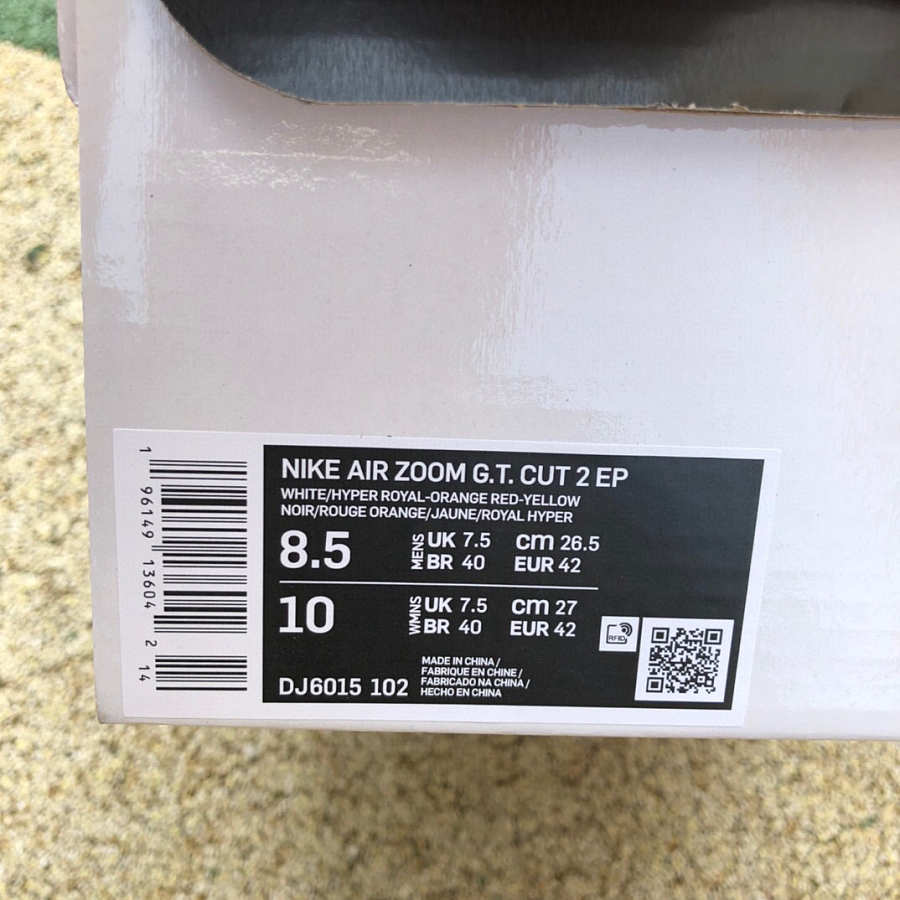 NIKE AIR ZOOM G.T. CUT 2 EP
WHITE/HYPER ROYAL-ORANGE RED-YELLOW
NOIR/ROUGE ORANGE/JAUNE/ROYAL HYPER
8.5 MENS UK 7.5 cm 26.5
BR 40 EUR 42
10 WMNS UK 7.5 cm 27
BR 40 EUR 42
RFID
DJ6015 102
MADE IN CHINA /
FABRIQUE EN CHINE /
FABRICADO NA CHINA /
HECHO EN CHINA
1 96149 13604 2 14